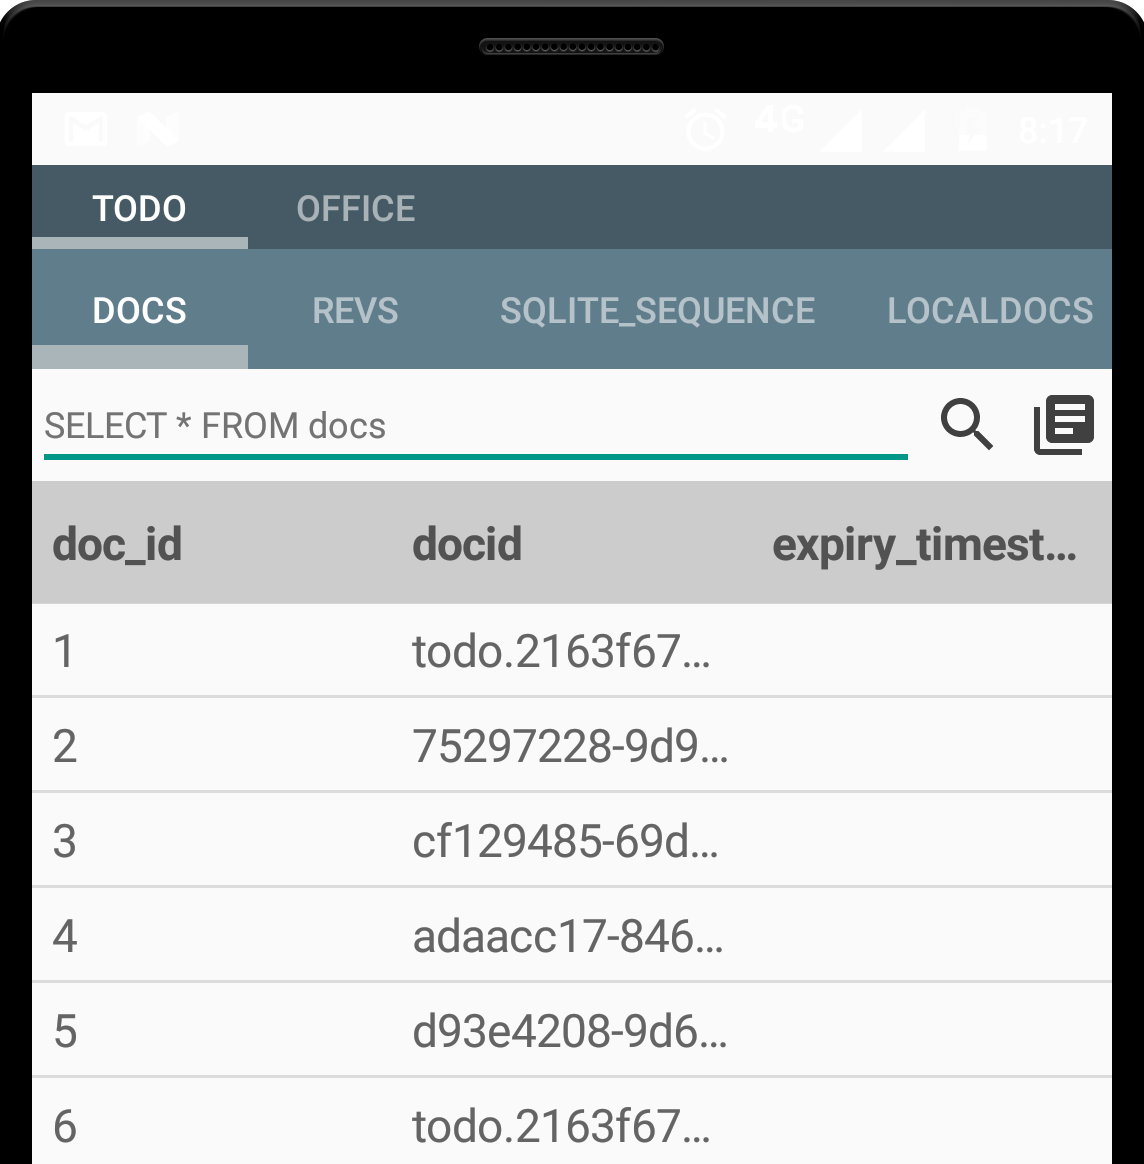 4G 8:17
TODO OFFICE
DOCS REVS SQLITE_SEQUENCE LOCALDOCS
SELECT * FROM docs
doc_id docid expiry_timest...
1 todo.2163f67...
2 75297228-9d9...
3 cf129485-69d...
4 adaacc17-846...
5 d93e4208-9d6...
6 todo.2163f67...